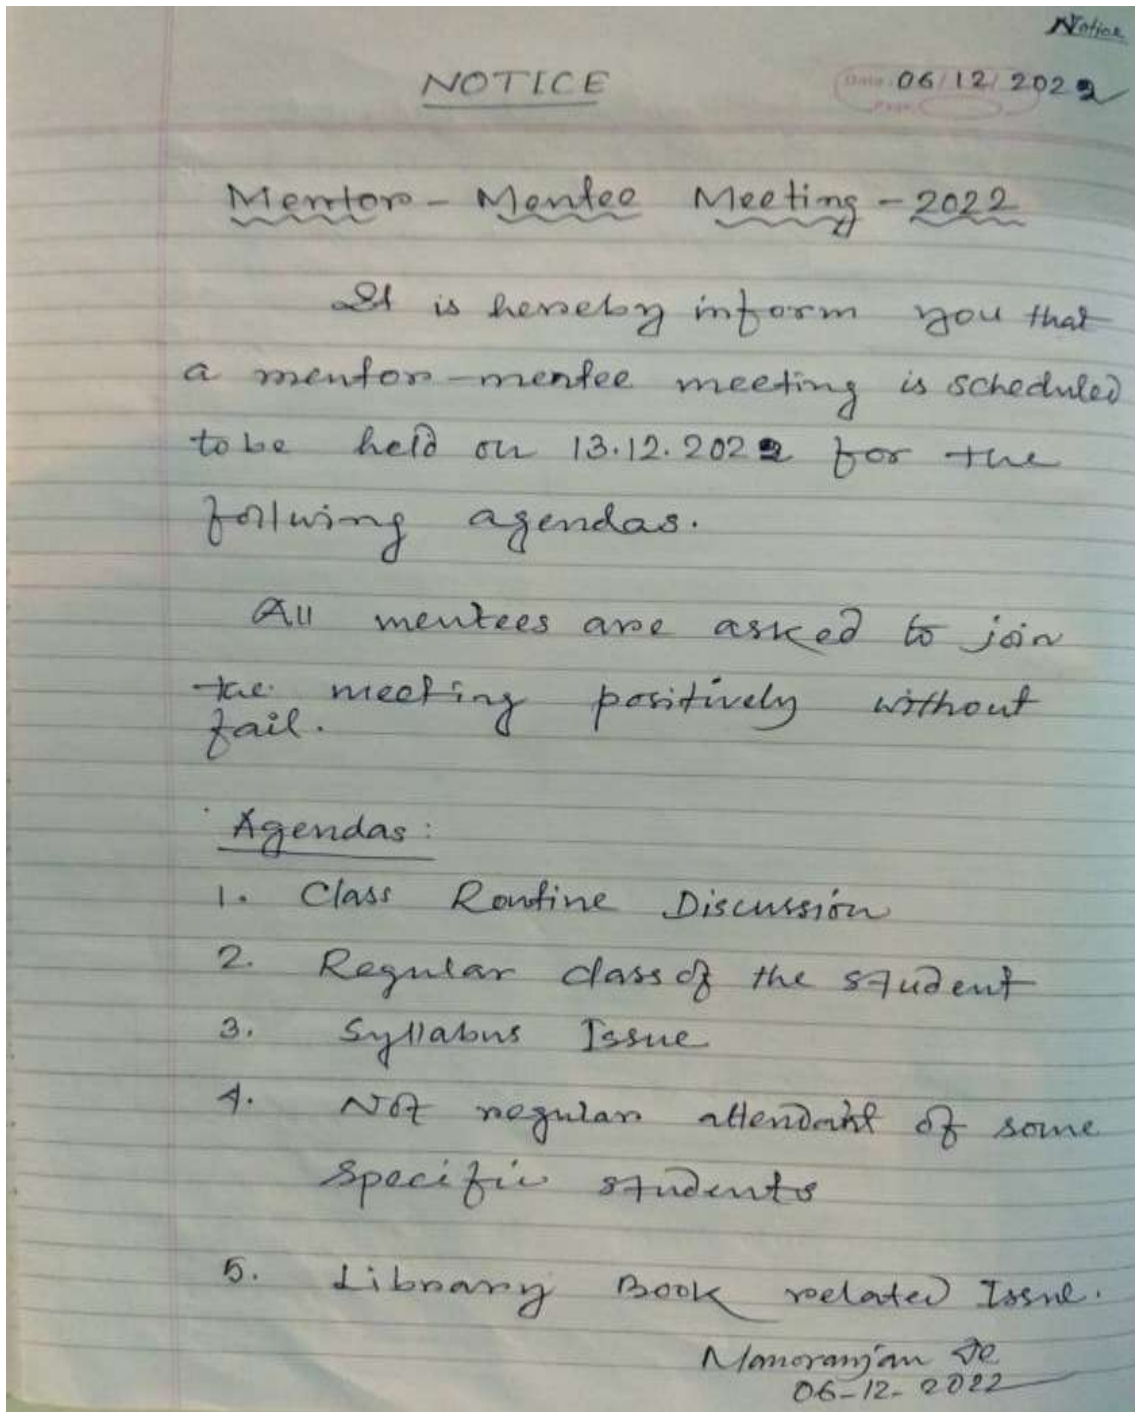 Notice
NOTICE
Date: 06/12/2022
Page:
Mentor - Mentee Meeting - 2022
It is hereby inform you that
a mentor-mentee meeting is scheduled
to be held on 13.12.2022 for the
follwing agendas.
All mentees are asked to join
the meeting positively without
fail.
Agendas:
1. Class Routine Discussion
2. Regular class of the student
3. Syllabus Issue
4. Not regular attendant of some
specific students
5. Library Book related Issue.
Manoranjan De
06-12-2022